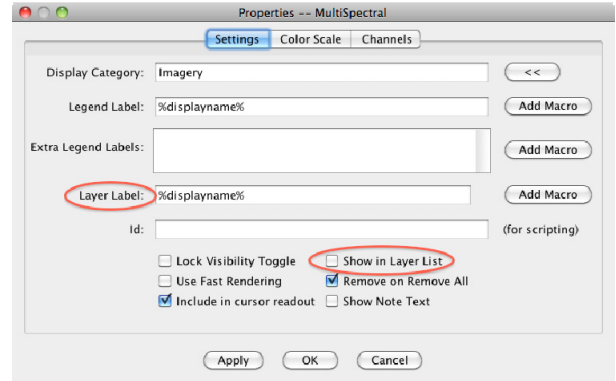 Properties -- MultiSpectral
Settings Color Scale Channels
Display Category: Imagery <<
Legend Label: %displayname% Add Macro
Extra Legend Labels: Add Macro
Layer Label: %displayname% Add Macro
Id: (for scripting)
Lock Visibility Toggle Show in Layer List
Use Fast Rendering Remove on Remove All
Include in cursor readout Show Note Text
Apply OK Cancel